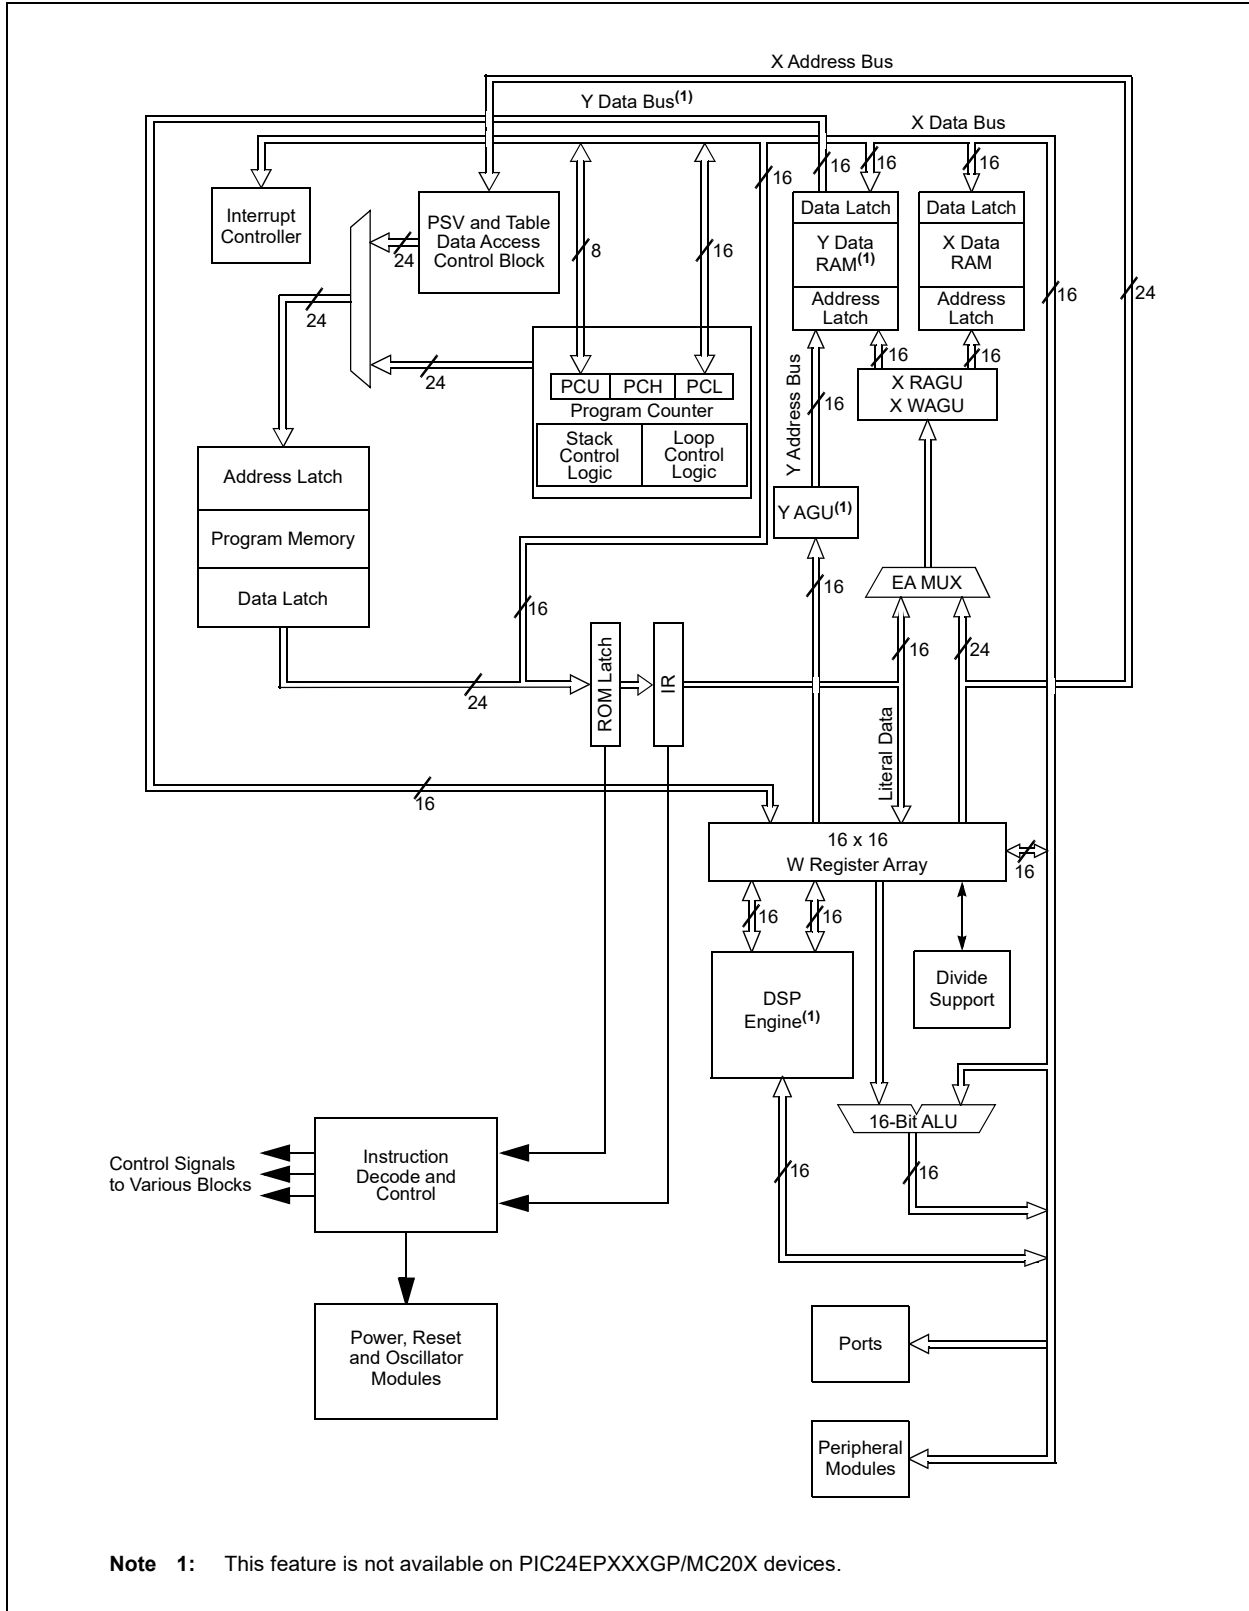 X Address Bus
Y Data Bus(1)
X Data Bus
16
16
16
16
Interrupt
Controller
PSV and Table
Data Access
Control Block
24
8
16
Data Latch
Y Data
RAM(1)
Address
Latch
Data Latch
X Data
RAM
Address
Latch
16
24
24
24
16
16
PCU
PCH
PCL
Program Counter
Stack
Control
Logic
Loop
Control
Logic
Y Address Bus
16
X RAGU
X WAGU
Address Latch
Program Memory
Data Latch
Y AGU(1)
16
EA MUX
16
24
16
24
ROM Latch
IR
Literal Data
16
16 x 16
W Register Array
16
16
16
DSP
Engine(1)
Divide
Support
16-Bit ALU
16
16
Control Signals
to Various Blocks
Instruction
Decode and
Control
Power, Reset
and Oscillator
Modules
Ports
Peripheral
Modules
Note 1: This feature is not available on PIC24EPXXXGP/MC20X devices.